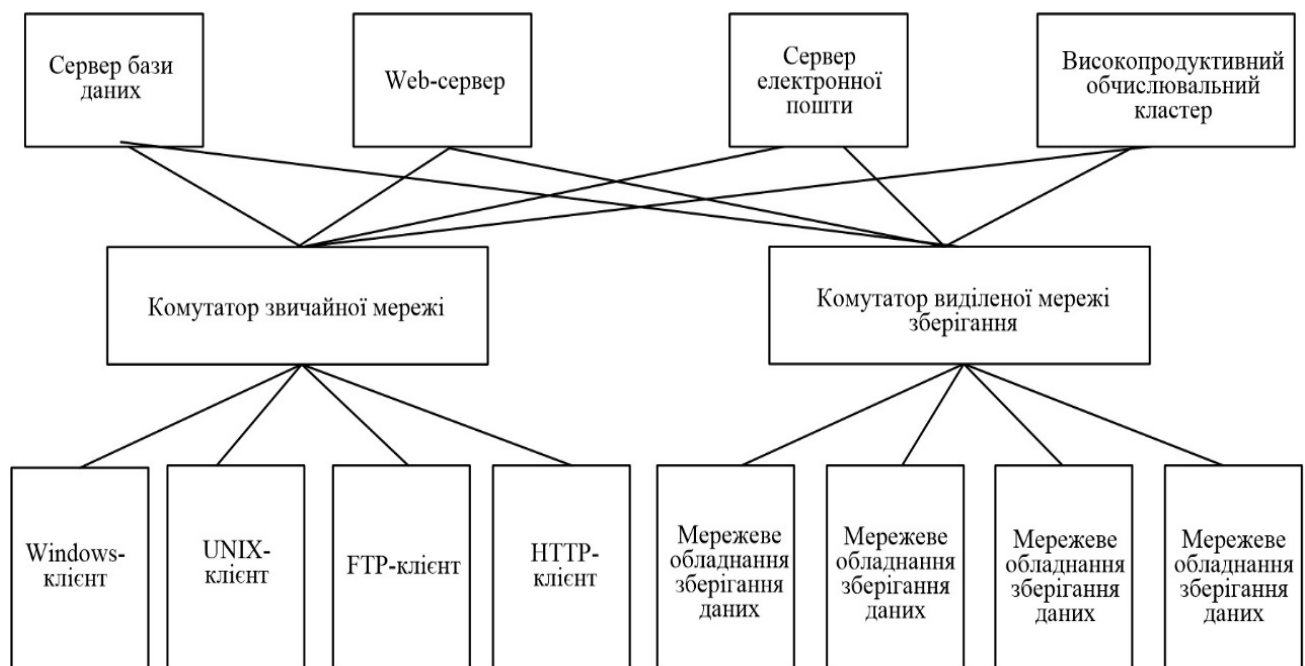 Сервер бази
даних
Web-сервер
Сервер
електронної
пошти
Високопродуктивний
обчислювальний
кластер
Комутатор звичайної мережі
Комутатор виділеної мережі
зберігання
Windows-
клієнт
UNIX-
клієнт
FTP-клієнт
HTTP-
клієнт
Мережеве
обладнання
зберігання
даних
Мережеве
обладнання
зберігання
даних
Мережеве
обладнання
зберігання
даних
Мережеве
обладнання
зберігання
даних